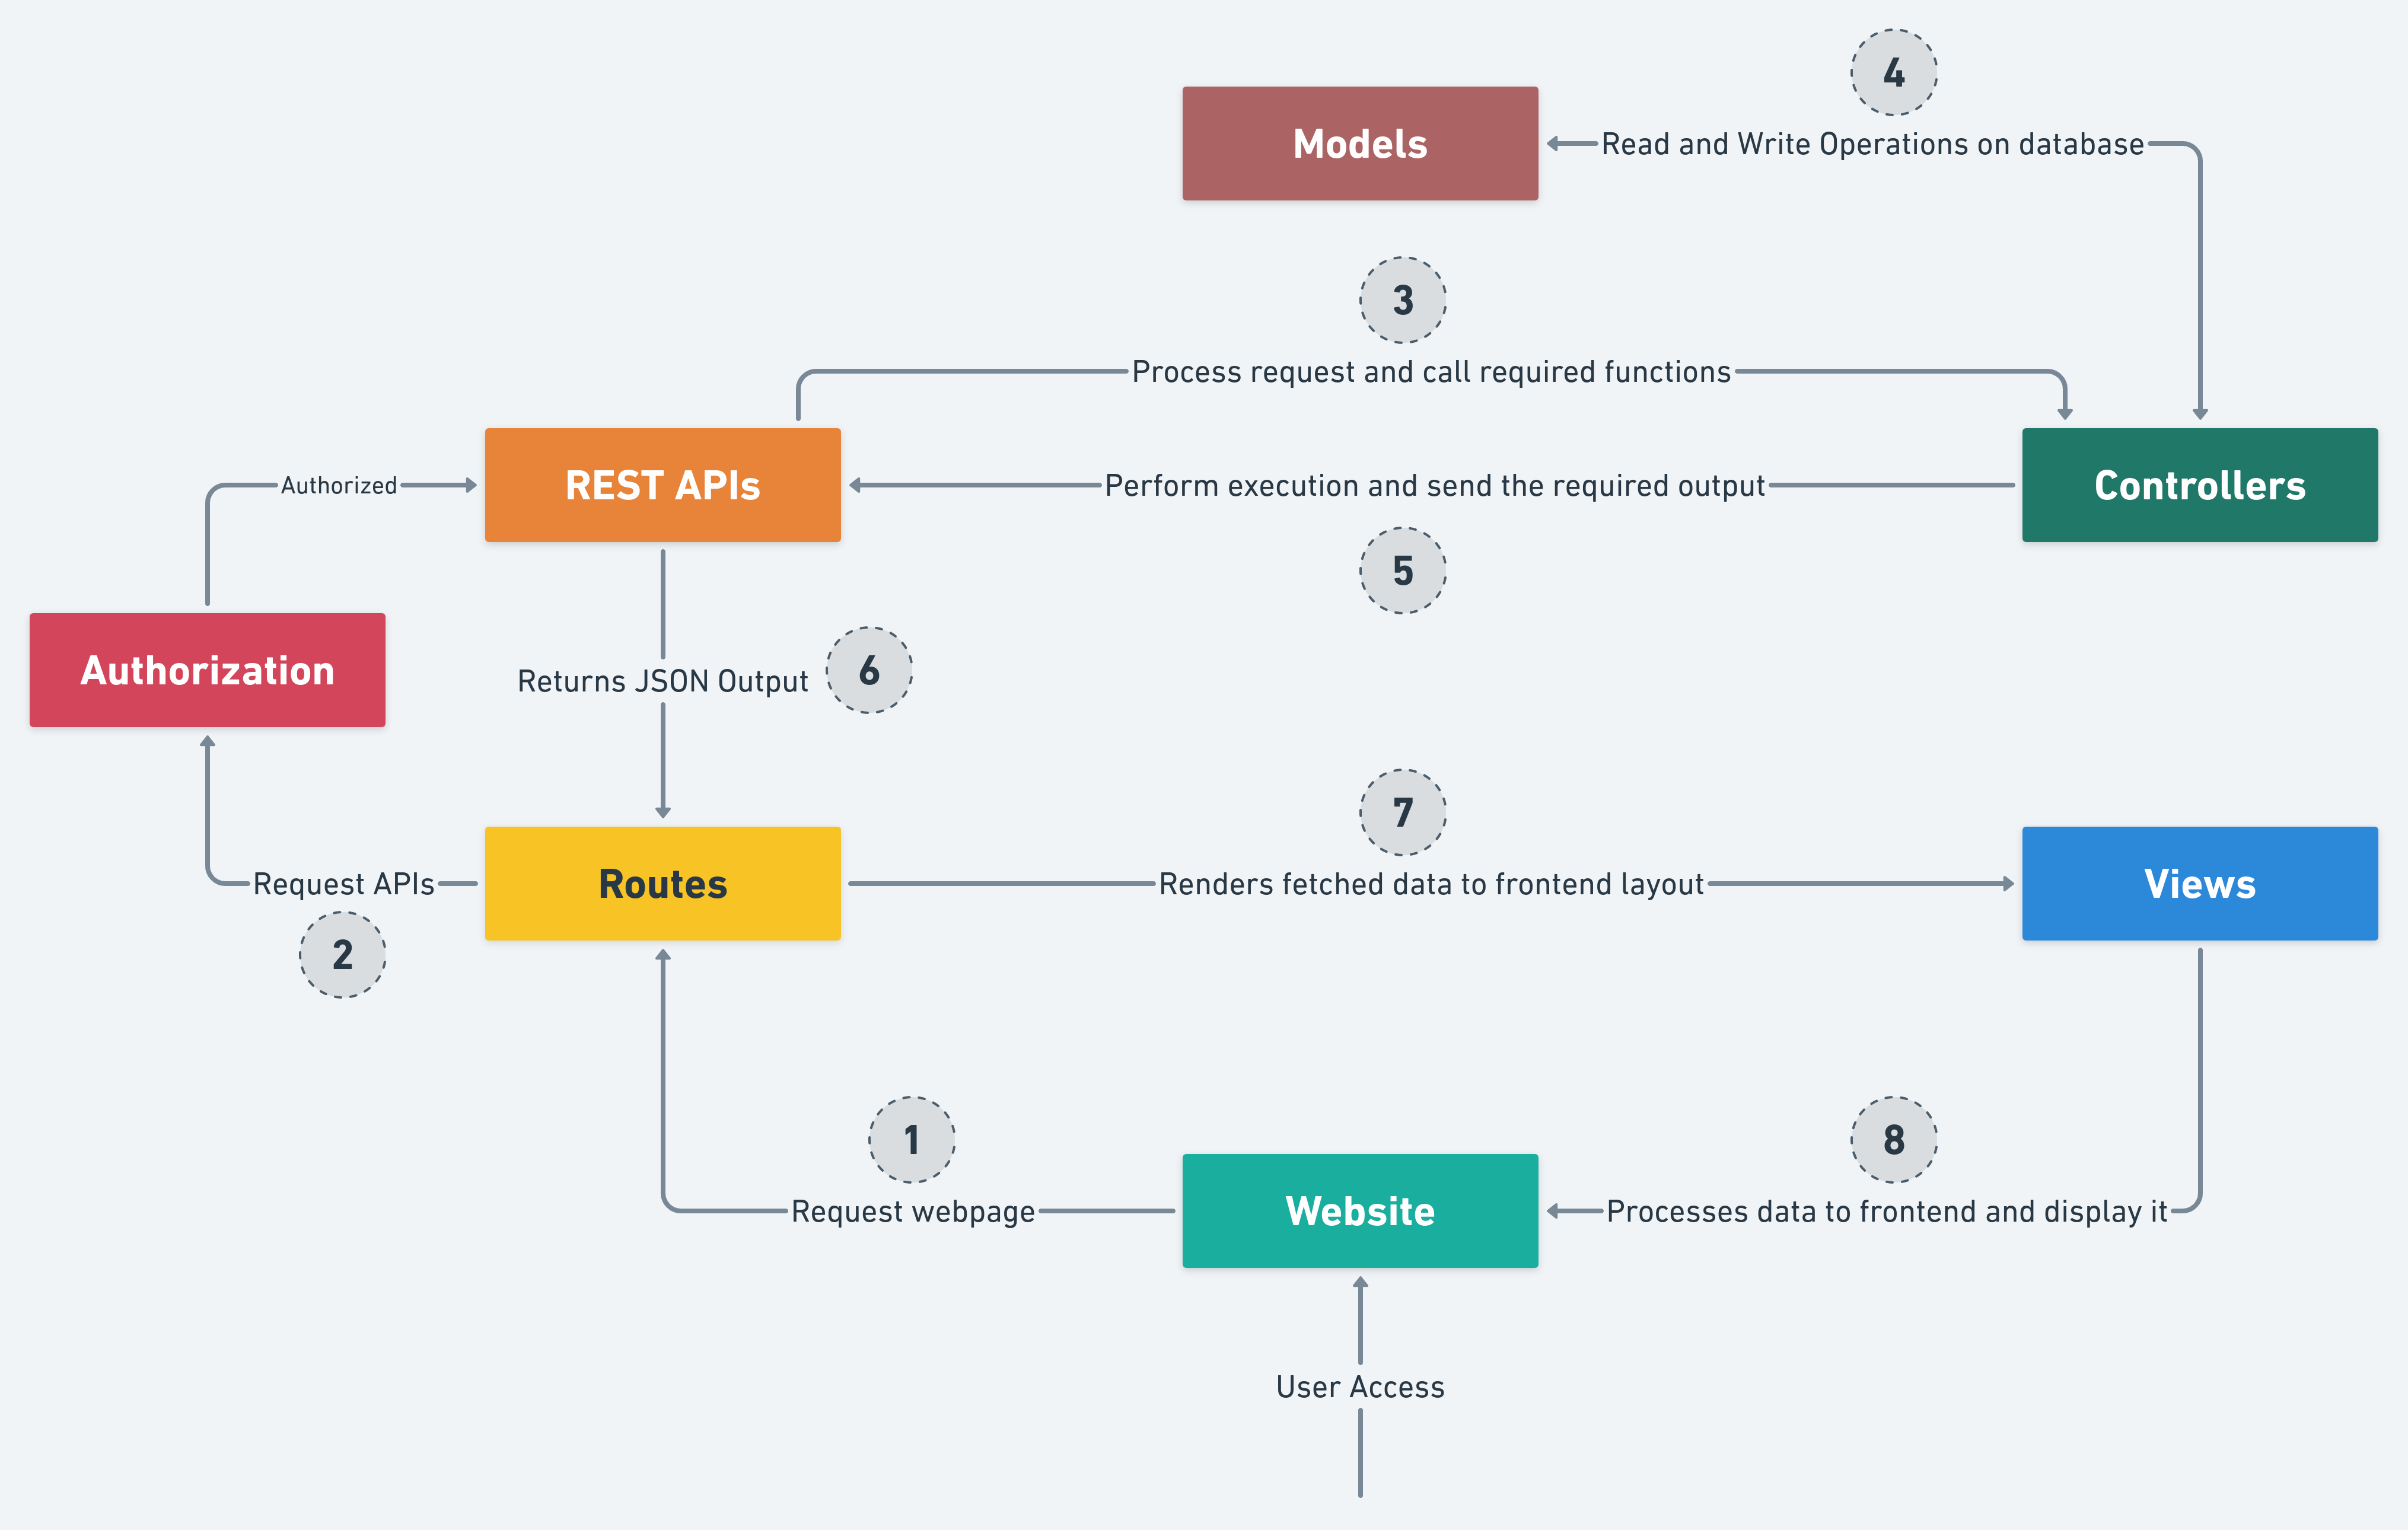 4
Models
Read and Write Operations on database
3
Process request and call required functions
Authorized
REST APIs
Perform execution and send the required output
Controllers
5
Authorization
Returns JSON Output
6
7
Request APIs
Routes
Renders fetched data to frontend layout
Views
2
1
8
Request webpage
Website
Processes data to frontend and display it
User Access